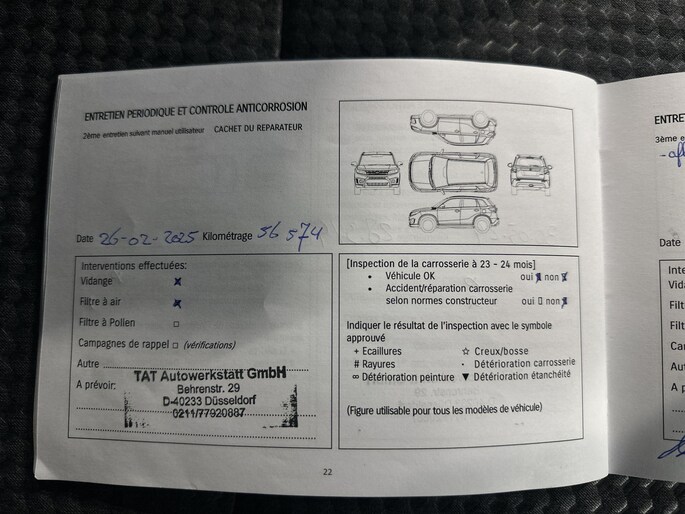 ENTRETIEN PERIODIQUE ET CONTROLE ANTICORROSION
2ème entretien suivant manuel utilisateur CACHET DU REPARATEUR
Date 26-02-2025 Kilométrage 56 574
Interventions effectuées:
Vidange x
Filtre à air x
Filtre à Pollen □
Campagnes de rappel □ (vérifications)
Autre
A prévoir:
TAT Autowerkstatt GmbH
Behrenstr. 29
D-40233 Düsseldorf
0211/77920887
[Inspection de la carrosserie à 23 - 24 mois]
• Véhicule OK oui x non x
• Accident/réparation carrosserie
selon normes constructeur oui □ non x
Indiquer le résultat de l'inspection avec le symbole
approuvé
+ Ecaillures ☆ Creux/bosse
# Rayures • Détérioration carrosserie
∞ Détérioration peinture ▼ Détérioration étanchéité
(Figure utilisable pour tous les modèles de véhicule)
22
ENTRE
3ème e
Date
Inte
Vida
Filt
Filt
Ca
Aut
A p